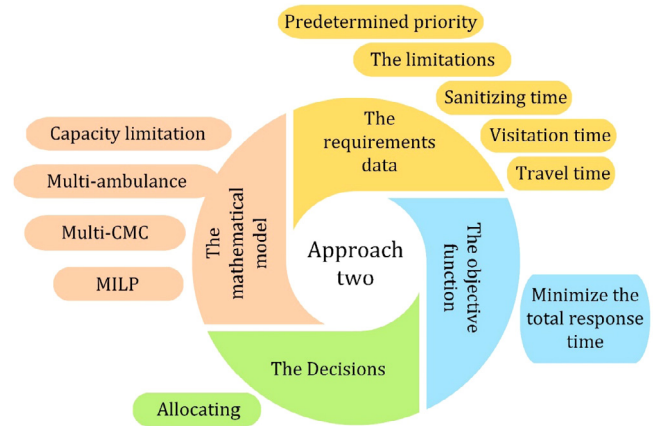 Predetermined priority
The limitations
Sanitizing time
Visitation time
Travel time
The
requirements
data
Capacity limitation
Multi-ambulance
Multi-CMC
MILP
The
mathematical
model
Approach
two
The objective
function
Minimize the
total response
time
The Decisions
Allocating